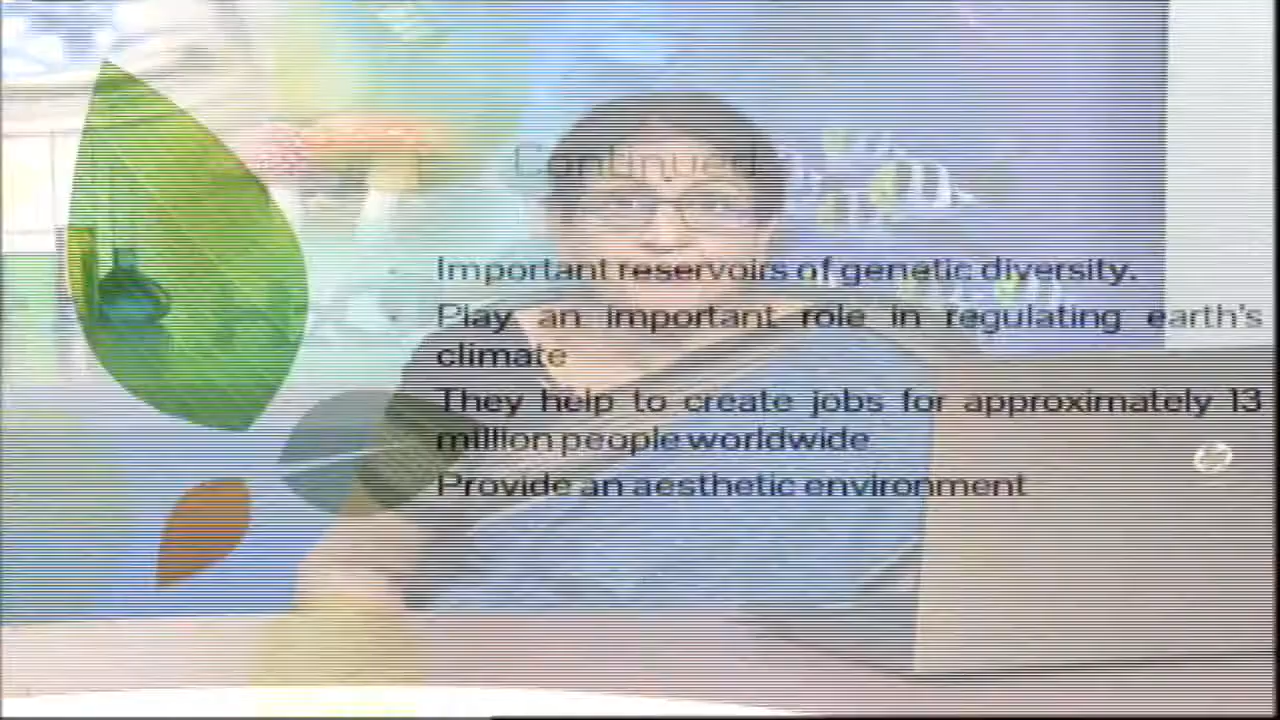 Continued
Important reservoirs of genetic diversity.
Play an important role in regulating earth's
climate
They help to create jobs for approximately 13
million people worldwide
Provide an aesthetic environment
hp